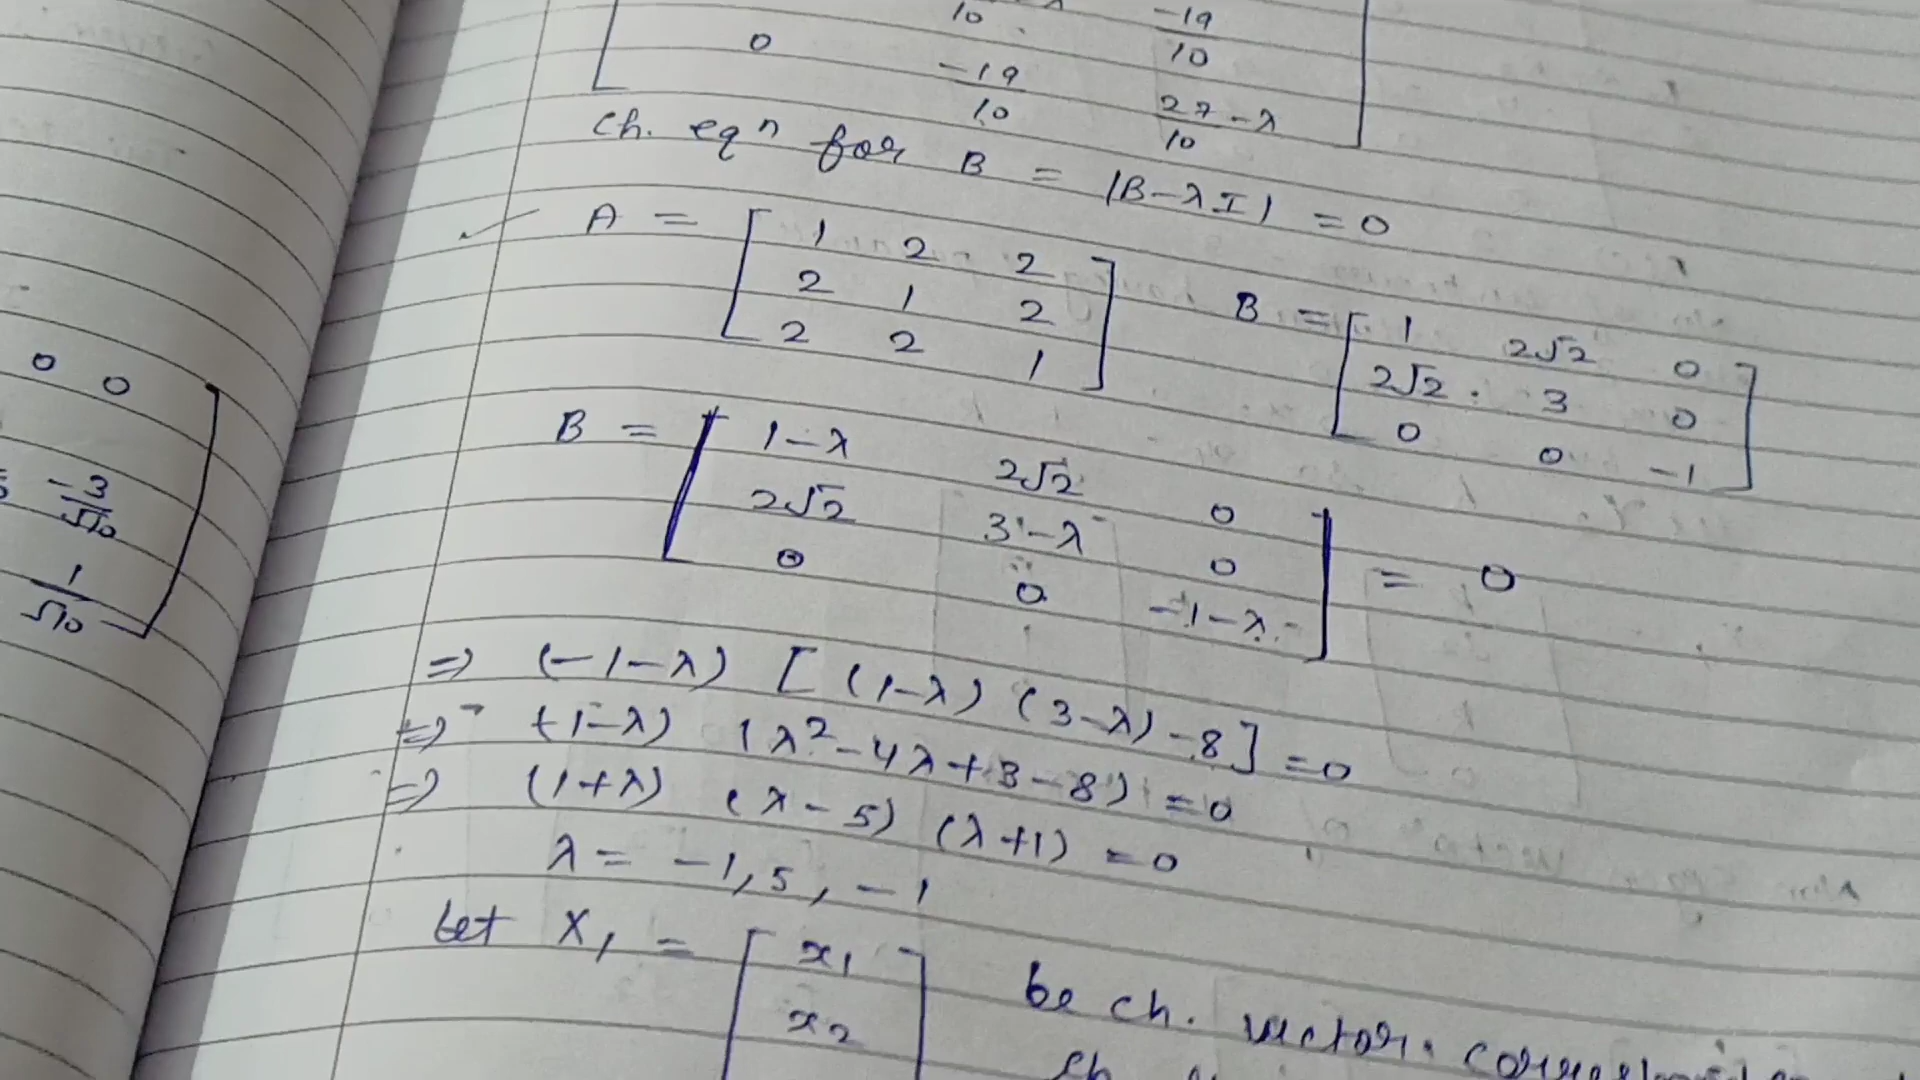 0 0
-3/√10
1/√10
10 -19/10
0 -19/10 27/10 -λ
Ch. eqn for B = |B-λI| = 0
A = [ 1 2 2 B = [ 1 2√2 0
2 1 2 2√2 3 0
2 2 1 ] 0 0 -1 ]
B = [ 1-λ 2√2 0
2√2 3-λ 0
0 0 -1-λ ] = 0
=> (-1-λ) [ (1-λ) (3-λ) -8 ] = 0
=> (-1-λ) (λ² - 4λ + 3 - 8) = 0
=> (1+λ) (λ-5) (λ+1) = 0
λ = -1, 5, -1
Let X₁ = [ x₁ be ch. vector
x₂ ch